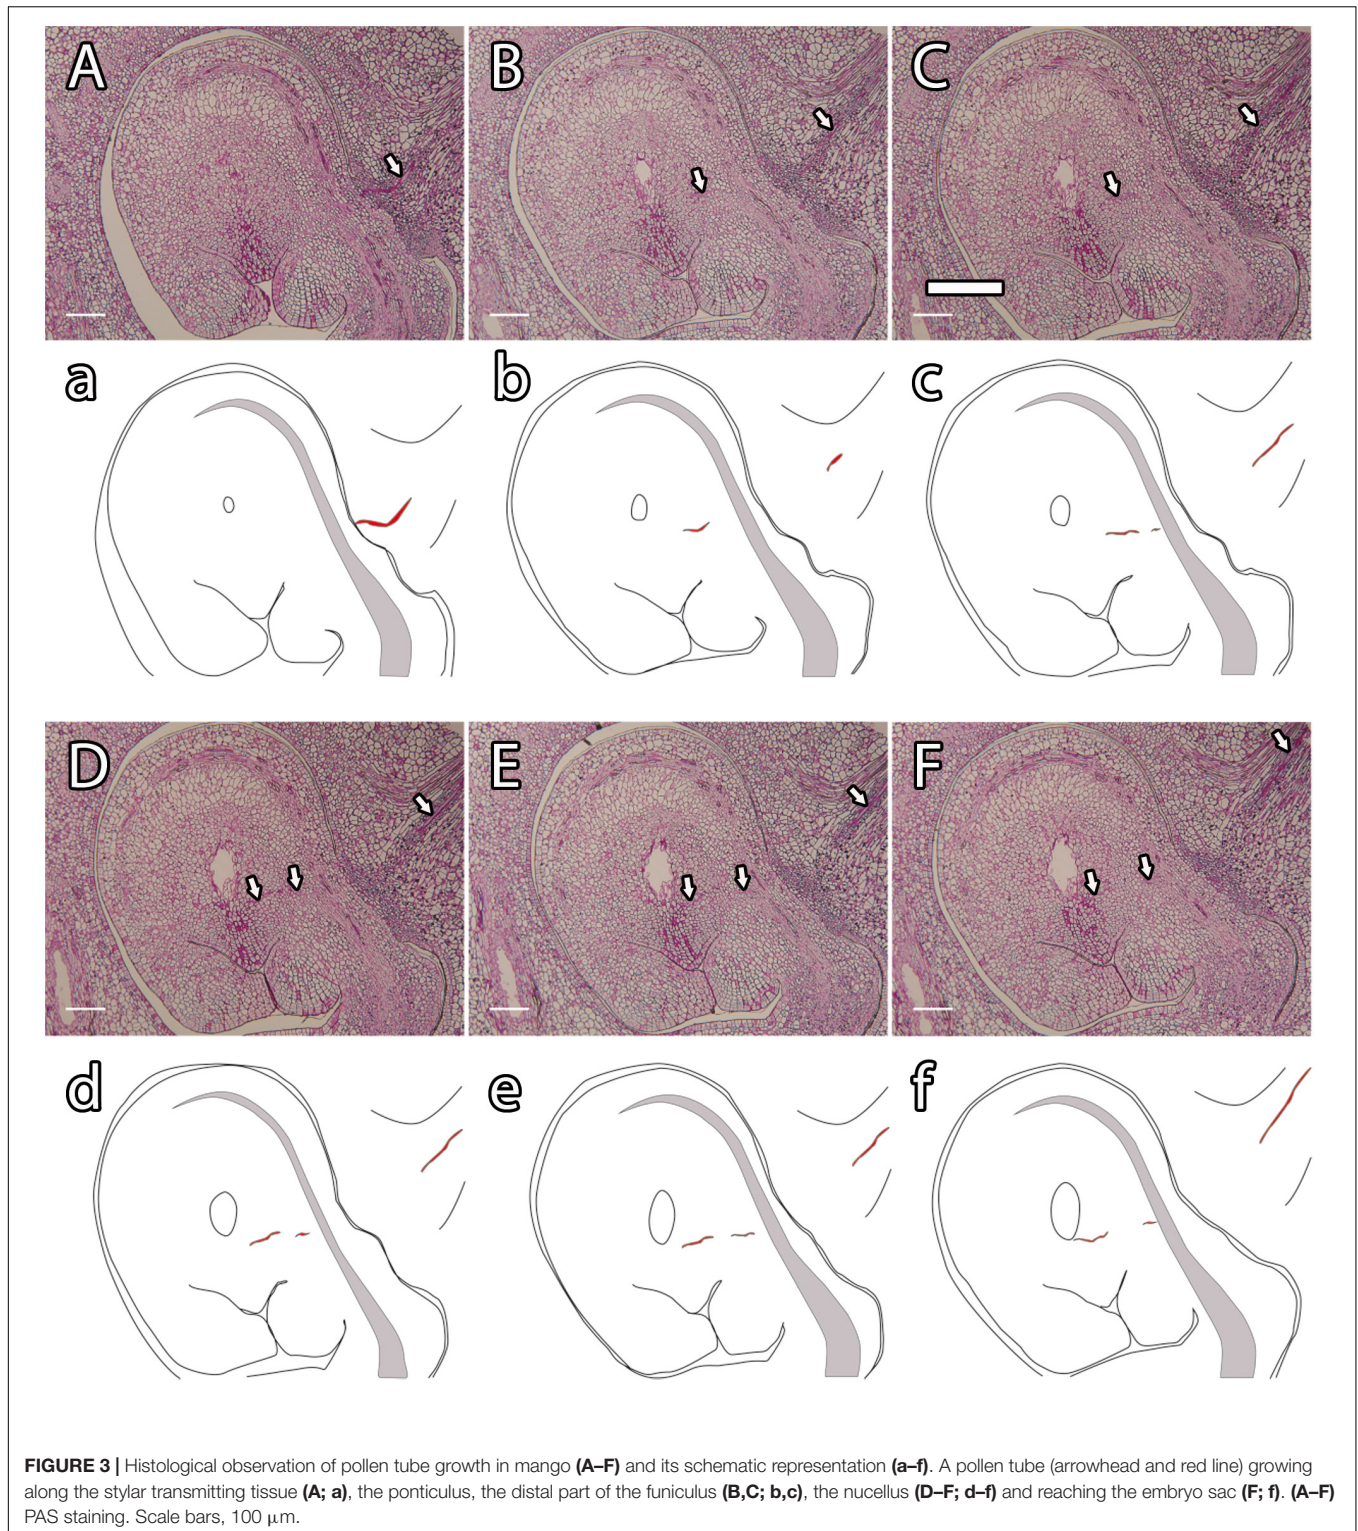 A B C
a b c
D E F
d e f
FIGURE 3 | Histological observation of pollen tube growth in mango (A–F) and its schematic representation (a–f). A pollen tube (arrowhead and red line) growing
along the stylar transmitting tissue (A; a), the ponticulus, the distal part of the funiculus (B,C; b,c), the nucellus (D–F; d–f) and reaching the embryo sac (F; f). (A–F)
PAS staining. Scale bars, 100 μm.